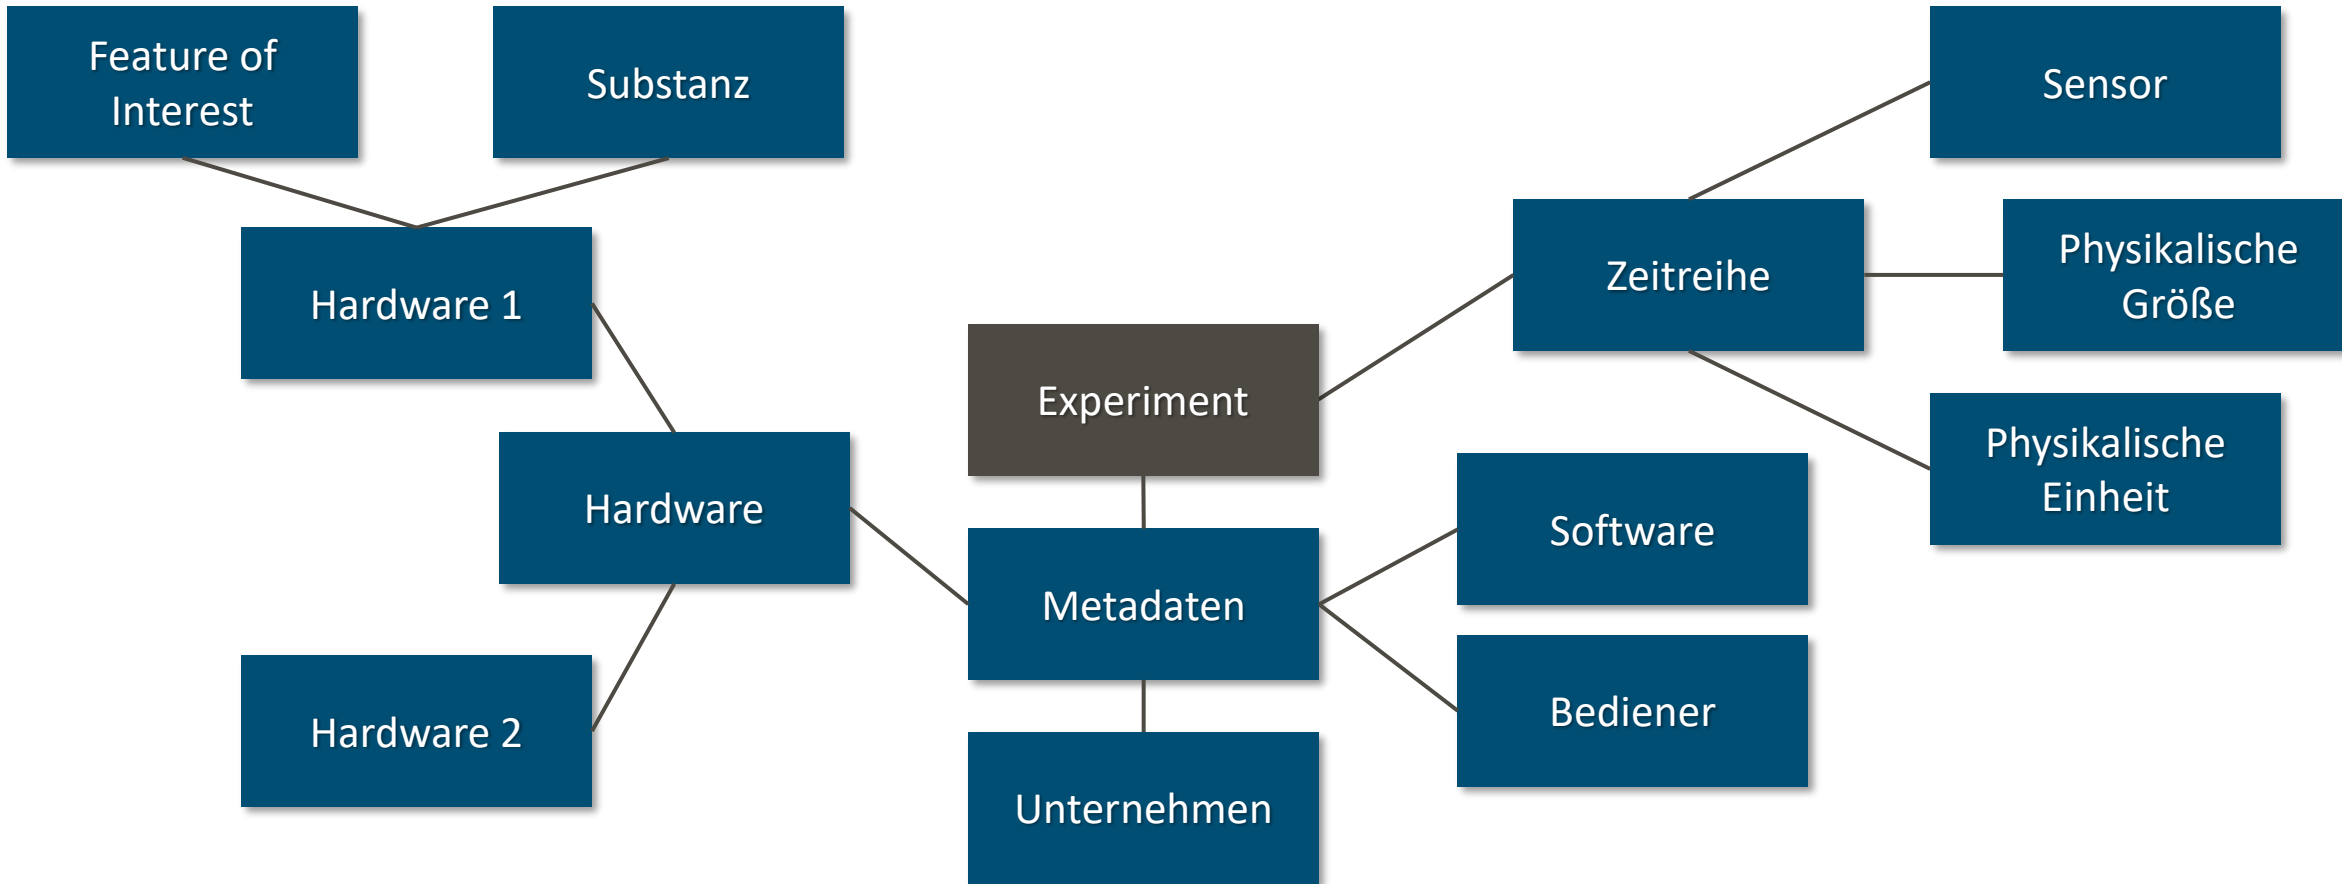 Feature of
Interest
Substanz
Sensor
Hardware 1
Zeitreihe
Physikalische
Größe
Experiment
Physikalische
Einheit
Hardware
Software
Metadaten
Bediener
Hardware 2
Unternehmen